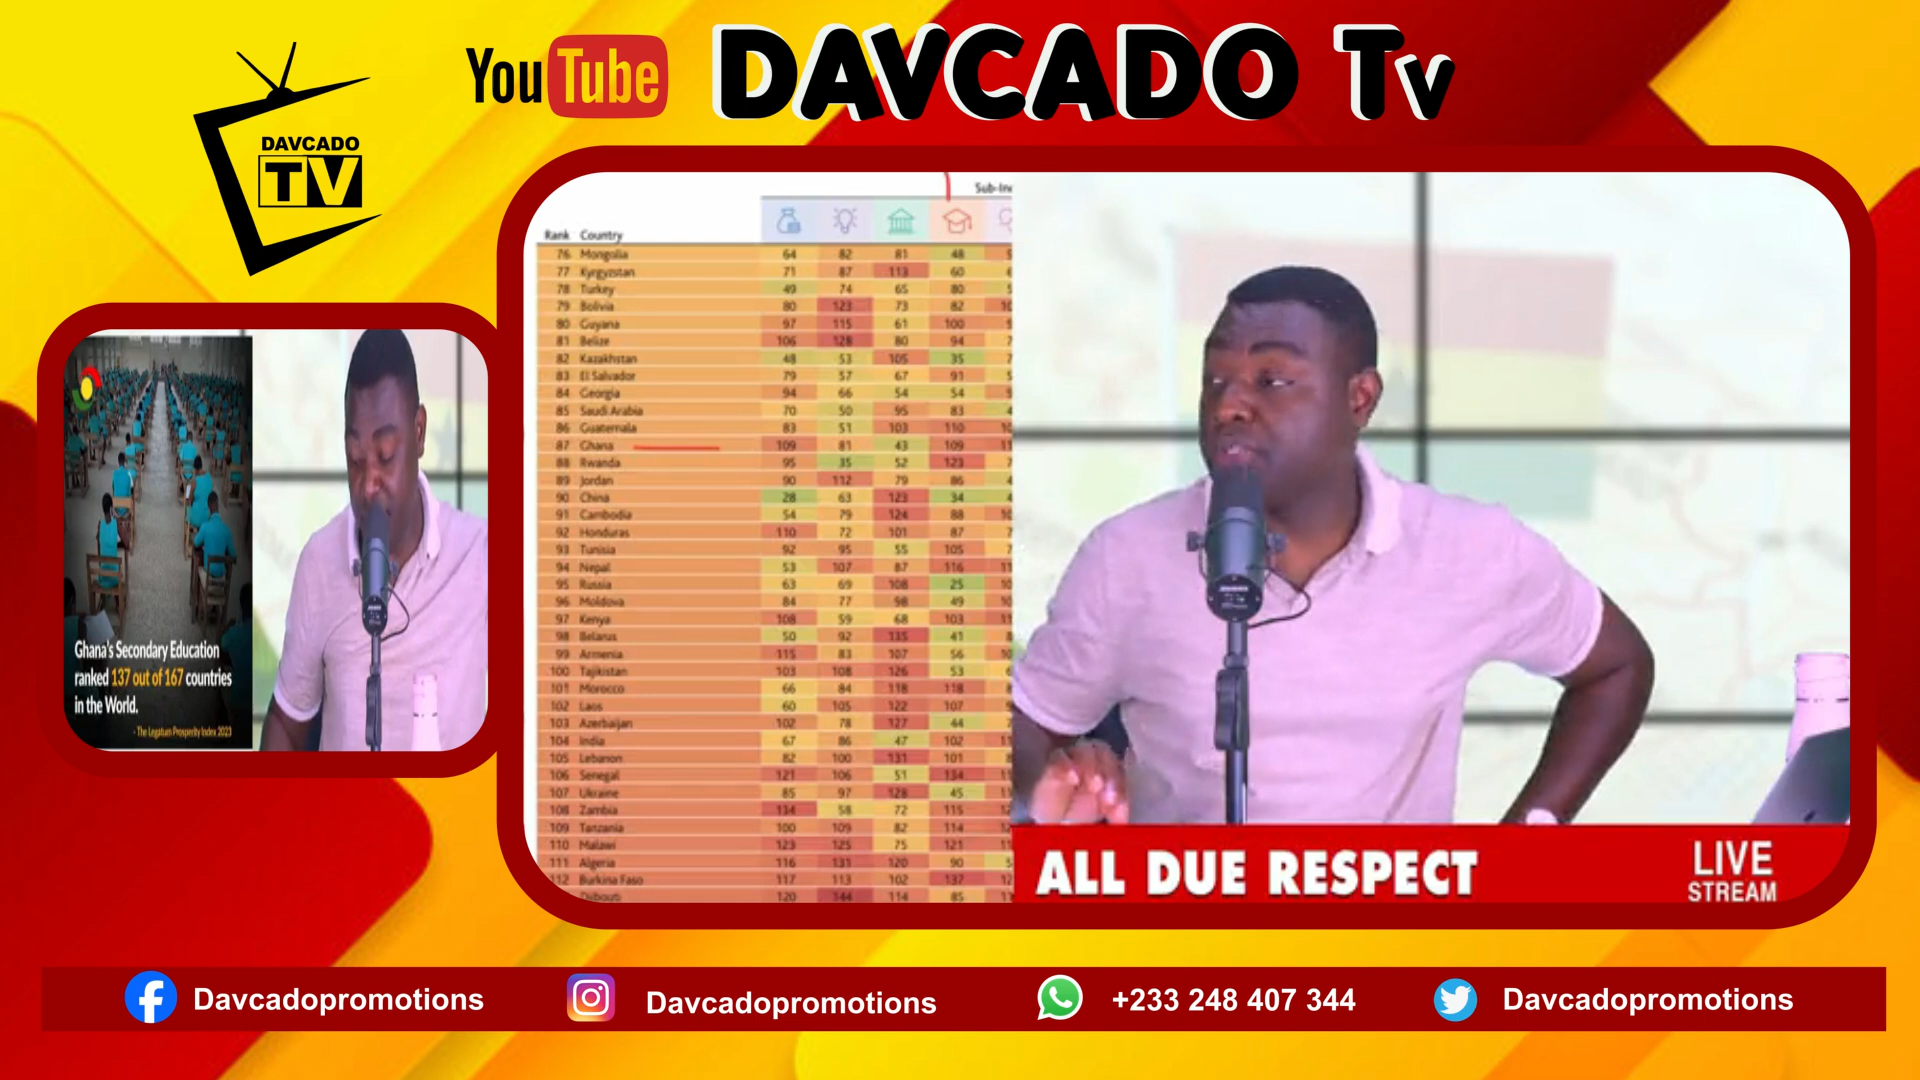 YouTube DAVCADO Tv
DAVCADO
TV
Ghana's Secondary Education
ranked 137 out of 167 countries
in the World.
- The Legatum Prosperity Index 2023
Rank Country
76 Mongolia 64 82 81 48
77 Kyrgyzstan 71 87 113 60
78 Turkey 49 74 65 80
79 Bolivia 80 123 73 82
80 Guyana 97 115 61 100
81 Belize 106 128 80 94
82 Kazakhstan 48 53 105 35
83 El Salvador 79 57 67 91
84 Georgia 94 66 54 54
85 Saudi Arabia 70 50 95 83
86 Guatemala 83 51 103 110
87 Ghana 109 81 43 109
88 Rwanda 95 35 52 123
89 Jordan 90 112 79 86
90 China 28 63 123 34
91 Cambodia 54 79 124 88
92 Honduras 110 72 101 87
93 Tunisia 92 95 55 105
94 Nepal 53 107 87 116
95 Russia 63 69 108 25
96 Moldova 84 77 98 49
97 Kenya 108 59 68 103
98 Belarus 50 92 135 41
99 Armenia 115 83 107 56
100 Tajikistan 103 108 126 53
101 Morocco 66 84 118 118
102 Laos 60 105 122 107
103 Azerbaijan 102 78 127 44
104 India 67 86 47 102
105 Lebanon 82 100 131 101
106 Senegal 121 106 51 134
107 Ukraine 85 97 128 45
108 Zambia 134 58 72 115
109 Tanzania 100 109 82 114
110 Malawi 123 125 75 121
111 Algeria 116 131 120 90
112 Burkina Faso 117 113 102 137
Djibouti 120 144 114 85
ALL DUE RESPECT
LIVE
STREAM
Davcadopromotions
Davcadopromotions
+233 248 407 344
Davcadopromotions